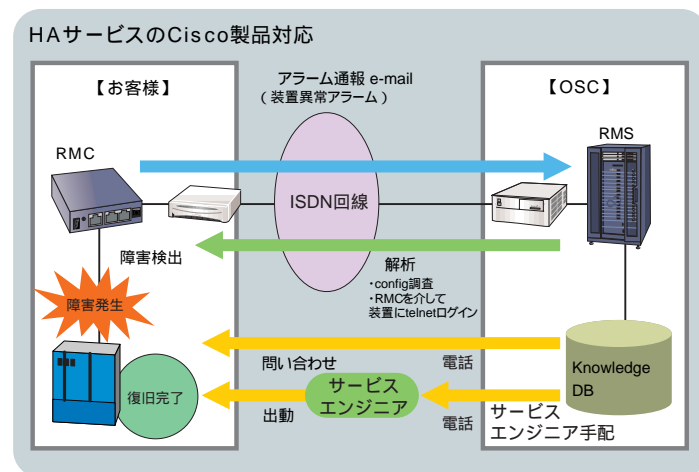 HAサービスのCisco製品対応
【お客様】
アラーム通報 e-mail
（装置異常アラーム）
【OSC】
RMC
RMS
ISDN回線
障害検出
解析
・config調査
・RMCを介して
装置にtelnetログイン
障害発生
問い合わせ
電話
Knowledge
DB
復旧完了
サービス
エンジニア
出動
電話
サービス
エンジニア手配